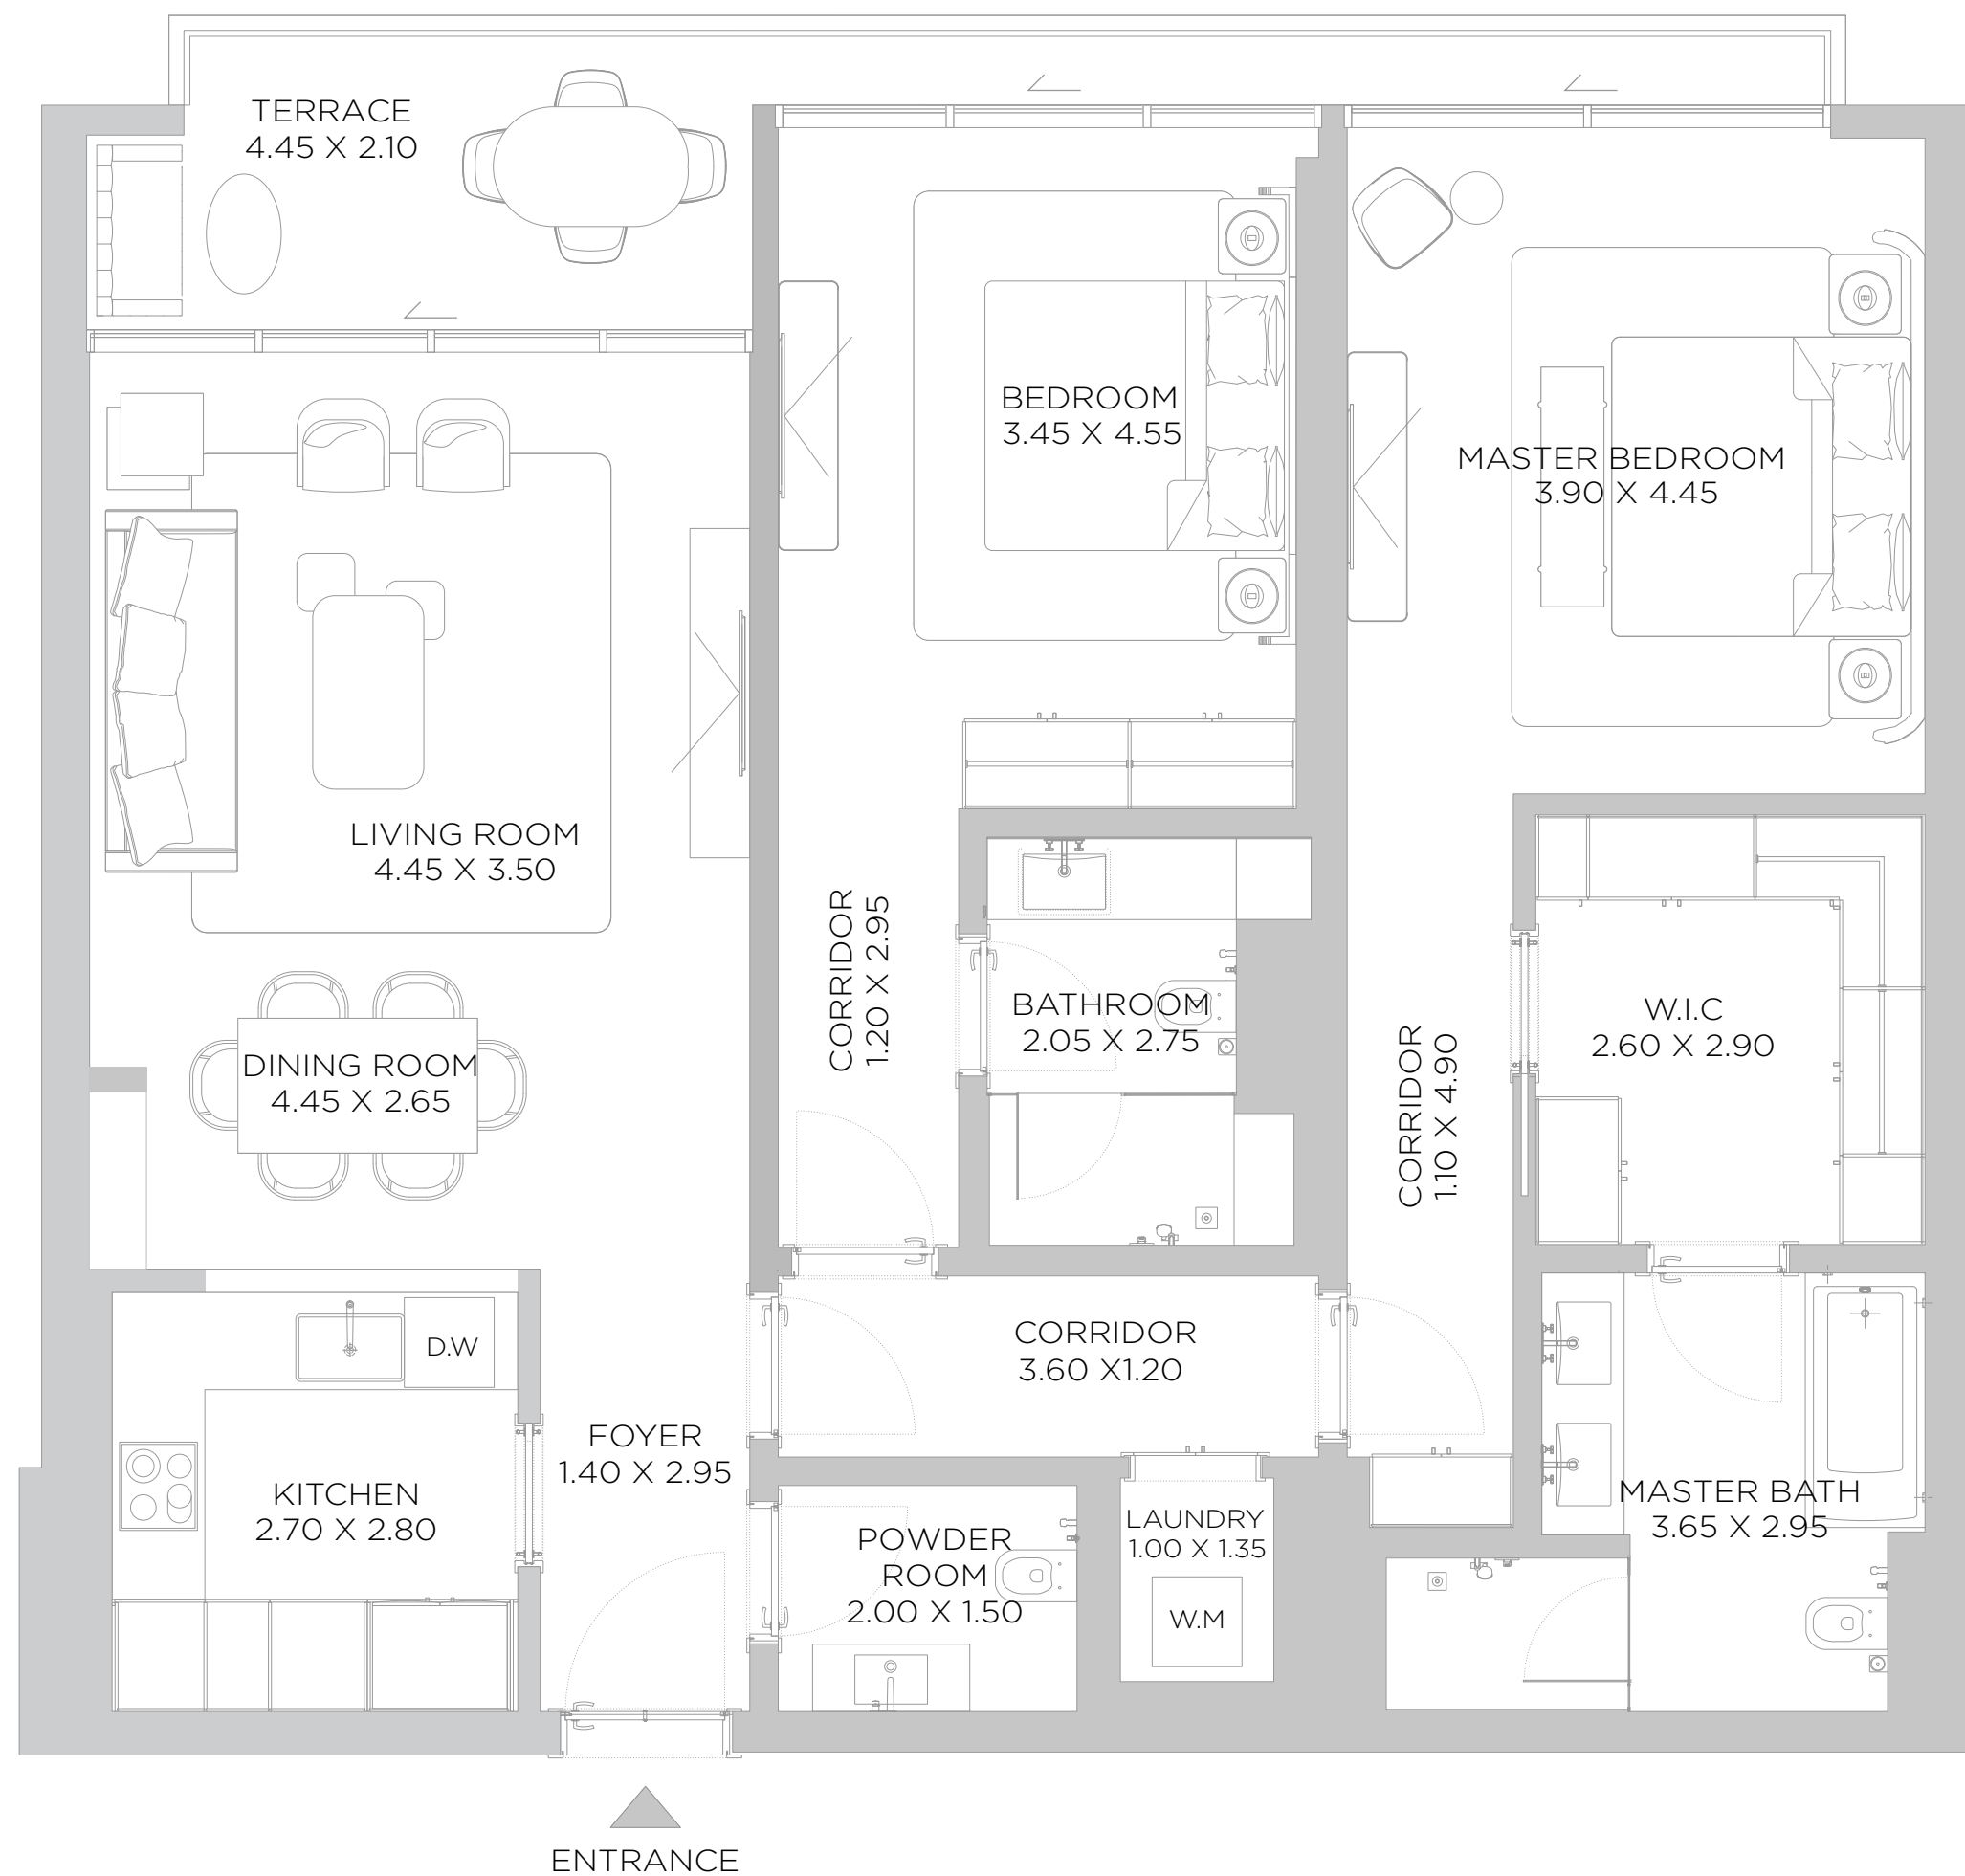 TERRACE
4.45 X 2.10
BEDROOM
3.45 X 4.55
MASTER BEDROOM
3.90 X 4.45
LIVING ROOM
4.45 X 3.50
CORRIDOR
1.20 X 2.95
BATHROOM
2.05 X 2.75
W.I.C
2.60 X 2.90
DINING ROOM
4.45 X 2.65
CORRIDOR
1.10 X 4.90
CORRIDOR
3.60 X1.20
D.W
FOYER
1.40 X 2.95
KITCHEN
2.70 X 2.80
MASTER BATH
3.65 X 2.95
LAUNDRY
1.00 X 1.35
POWDER
ROOM
2.00 X 1.50
W.M
ENTRANCE